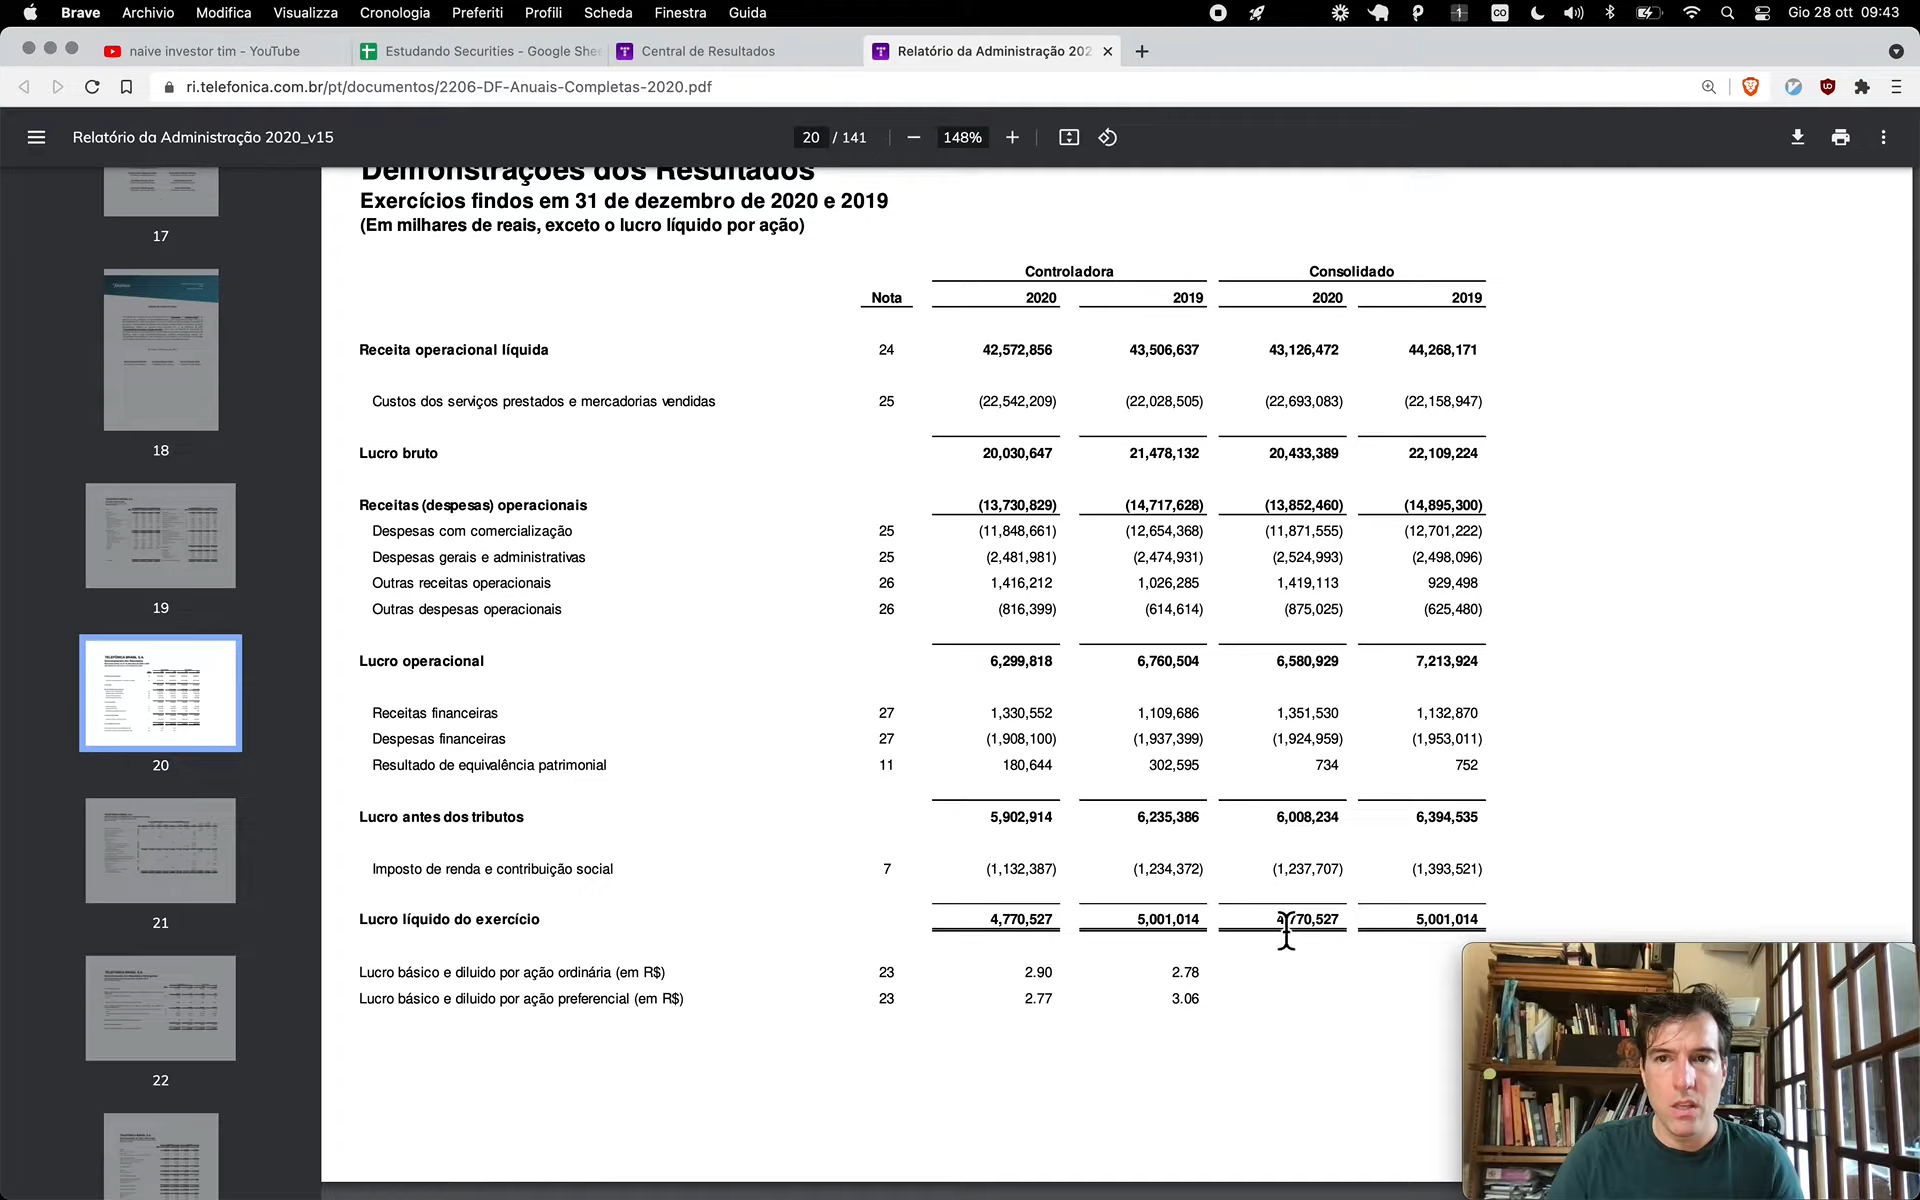 Brave Archivio Modifica Visualizza Cronologia Preferiti Profili Scheda Finestra Guida 1 CO Gio 28 ott 09:43
naive investor tim - YouTube Estudando Securities - Google She Central de Resultados Relatório da Administração 202
ri.telefonica.com.br/pt/documentos/2206-DF-Anuais-Completas-2020.pdf
Relatório da Administração 2020_v15 20 / 141 148%
17
18
19
20
21
22
Demonstrações dos Resultados
Exercícios findos em 31 de dezembro de 2020 e 2019
(Em milhares de reais, exceto o lucro líquido por ação)
Controladora Consolidado
Nota 2020 2019 2020 2019
Receita operacional líquida 24 42,572,856 43,506,637 43,126,472 44,268,171
Custos dos serviços prestados e mercadorias vendidas 25 (22,542,209) (22,028,505) (22,693,083) (22,158,947)
Lucro bruto 20,030,647 21,478,132 20,433,389 22,109,224
Receitas (despesas) operacionais (13,730,829) (14,717,628) (13,852,460) (14,895,300)
Despesas com comercialização 25 (11,848,661) (12,654,368) (11,871,555) (12,701,222)
Despesas gerais e administrativas 25 (2,481,981) (2,474,931) (2,524,993) (2,498,096)
Outras receitas operacionais 26 1,416,212 1,026,285 1,419,113 929,498
Outras despesas operacionais 26 (816,399) (614,614) (875,025) (625,480)
Lucro operacional 6,299,818 6,760,504 6,580,929 7,213,924
Receitas financeiras 27 1,330,552 1,109,686 1,351,530 1,132,870
Despesas financeiras 27 (1,908,100) (1,937,399) (1,924,959) (1,953,011)
Resultado de equivalência patrimonial 11 180,644 302,595 734 752
Lucro antes dos tributos 5,902,914 6,235,386 6,008,234 6,394,535
Imposto de renda e contribuição social 7 (1,132,387) (1,234,372) (1,237,707) (1,393,521)
Lucro líquido do exercício 4,770,527 5,001,014 4,770,527 5,001,014
Lucro básico e diluido por ação ordinária (em R$) 23 2.90 2.78
Lucro básico e diluido por ação preferencial (em R$) 23 2.77 3.06